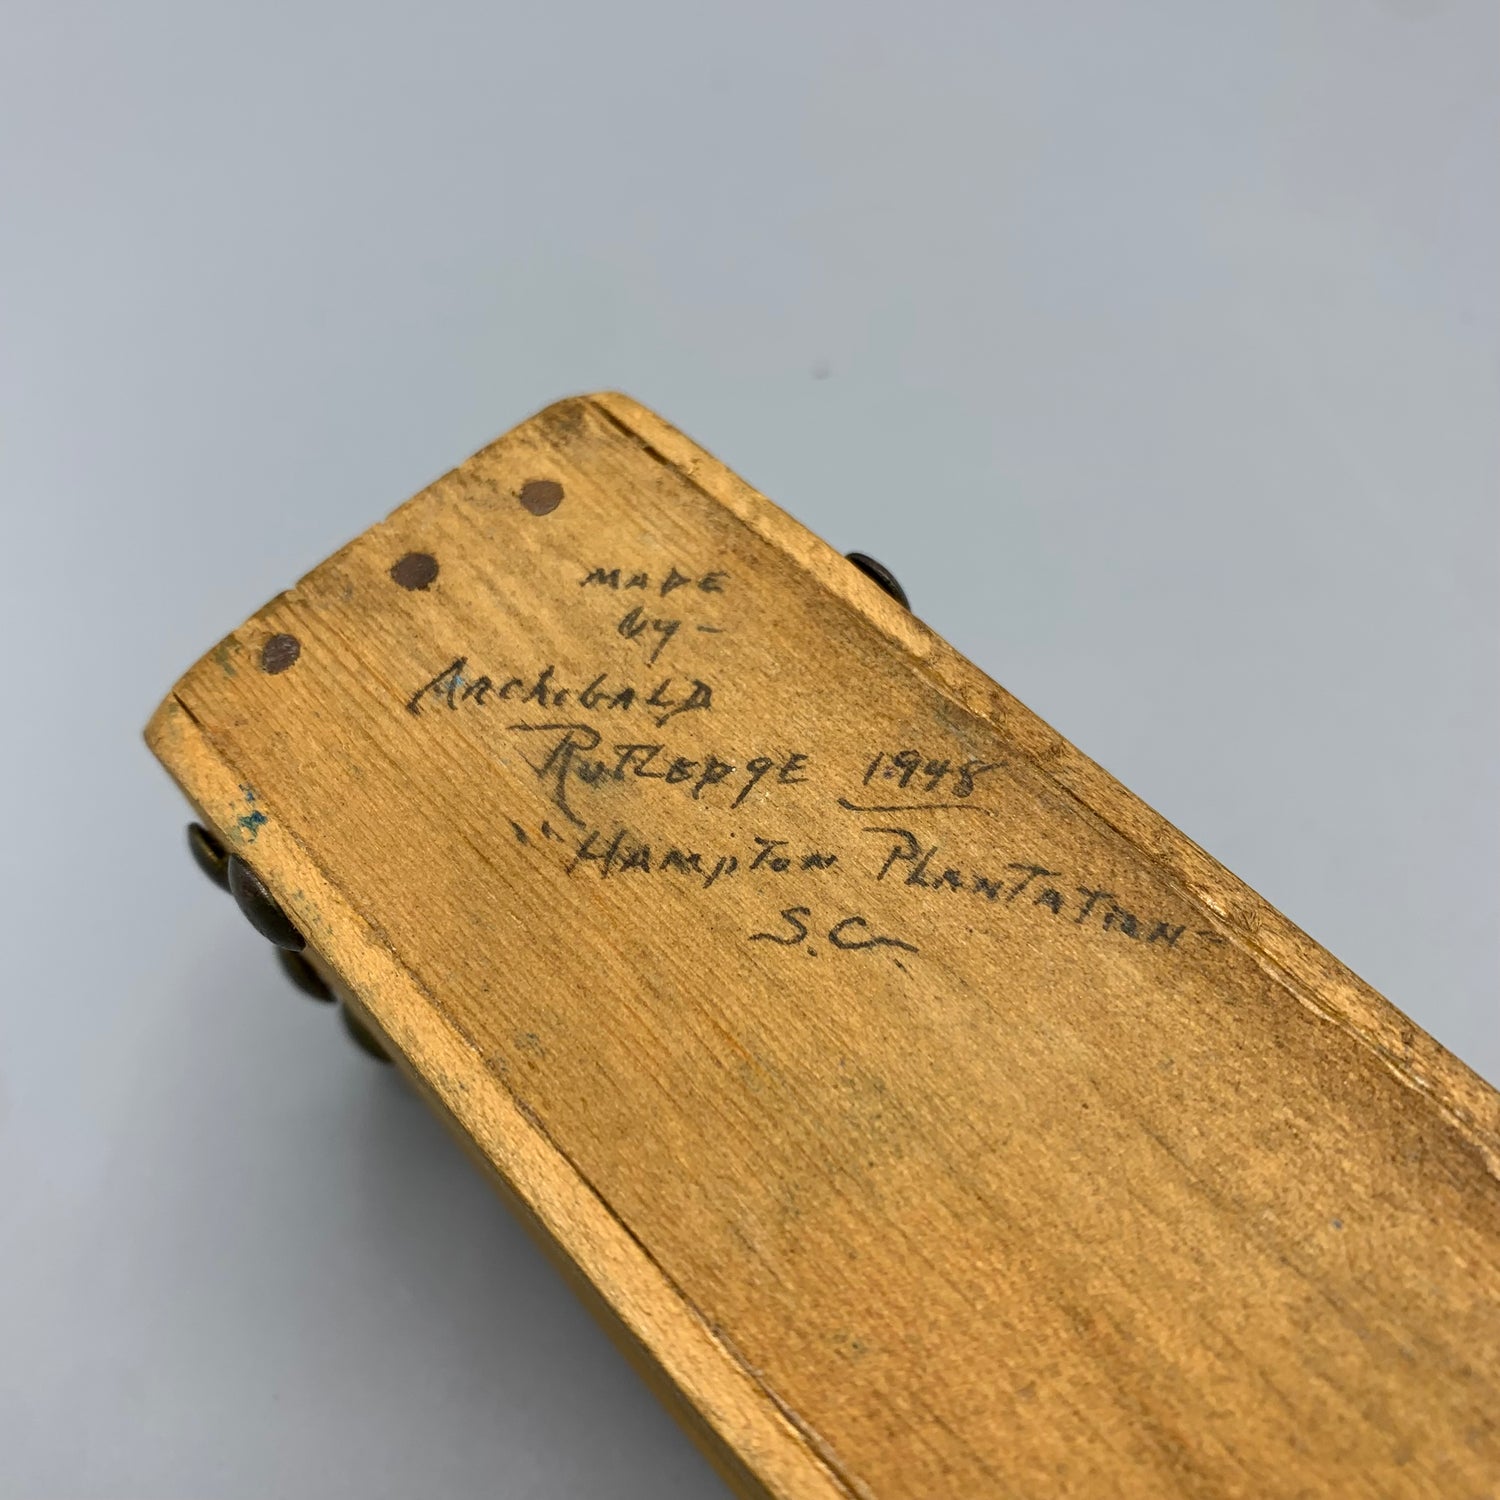 MADE
by-
ARCHIBALD
RUTLEDGE 1948
"HAMPTON PLANTATION"
S.C.